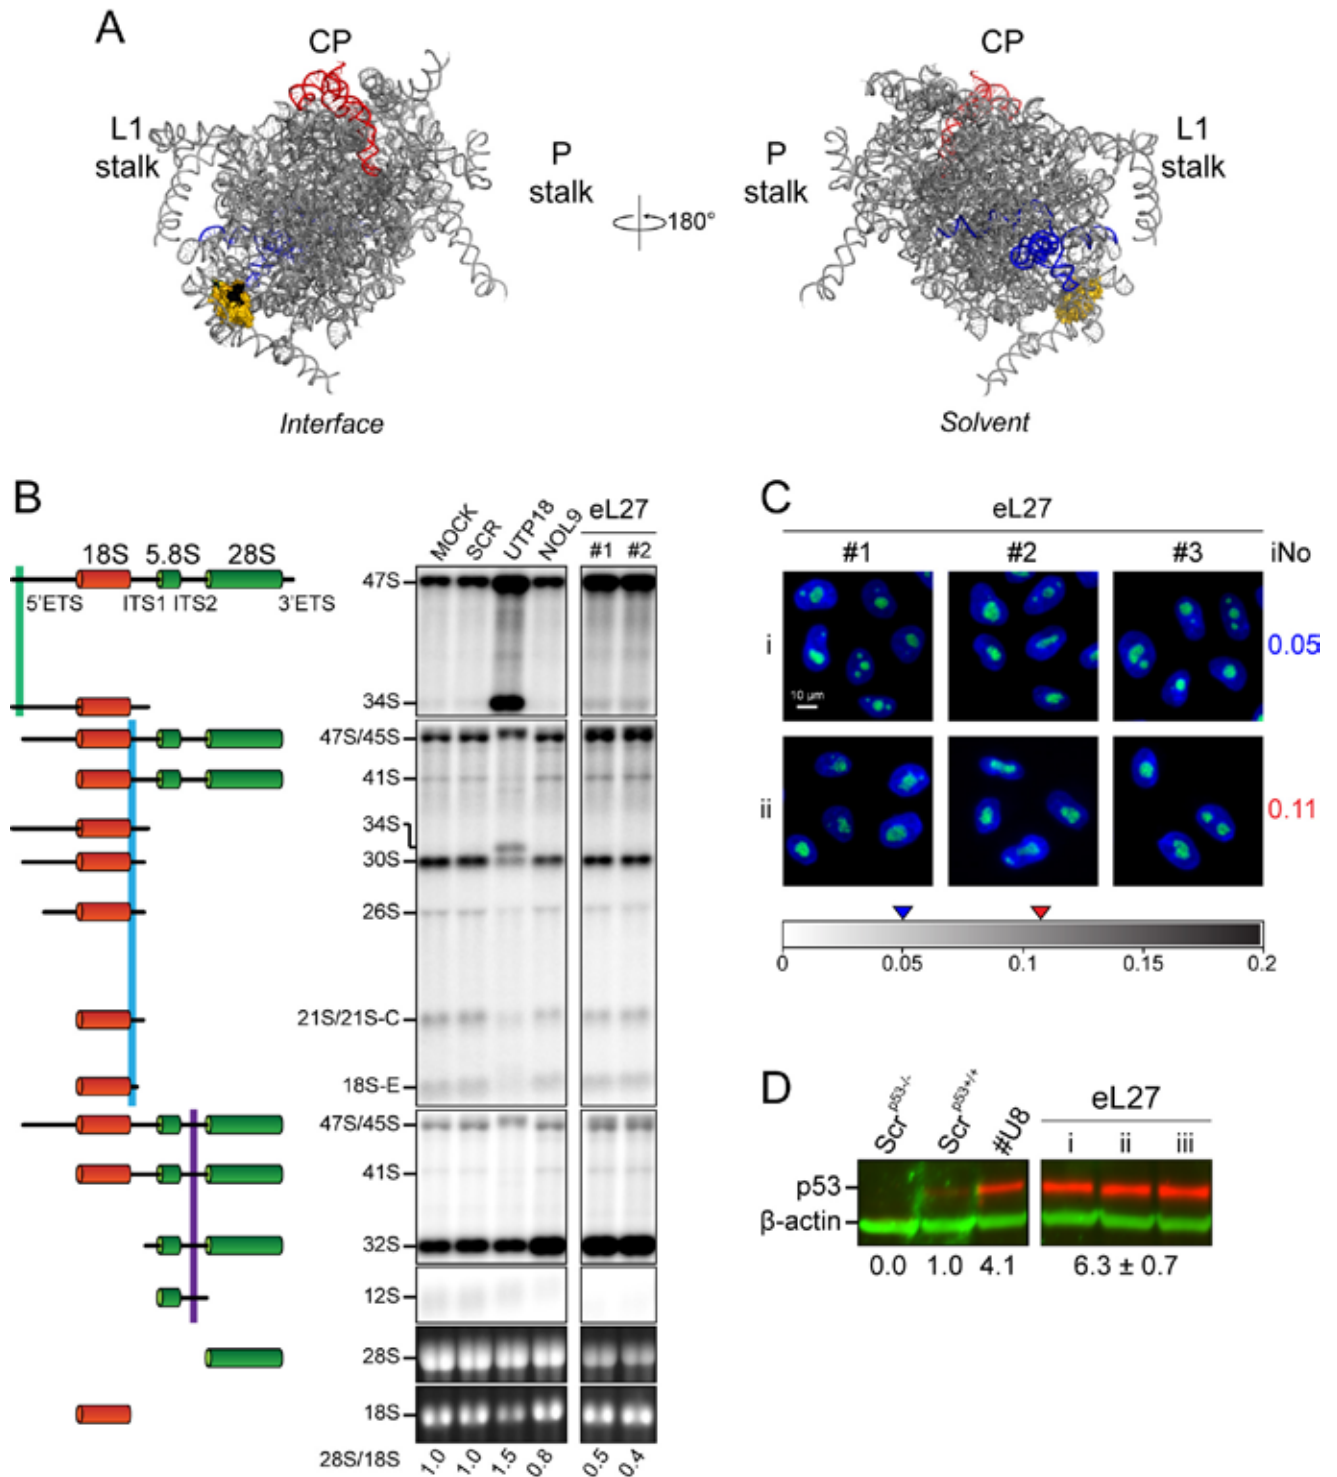 A
CP
CP
L1 stalk
P stalk
180°
P stalk
L1 stalk
Interface
Solvent
B
18S 5.8S 28S
5'ETS ITS1 ITS2 3'ETS
MOCK SCR UTP18 NOL9 eL27
#1 #2
47S
34S
47S/45S
41S
34S
30S
26S
21S/21S-C
18S-E
47S/45S
41S
32S
12S
28S
18S
28S/18S 1.0 1.0 1.5 0.8 0.5 0.4
C
eL27
#1 #2 #3 iNo
i 0.05
10 µm
ii 0.11
0 0.05 0.1 0.15 0.2
D
Scr p53-/- Scr p53+/+ #U8 eL27
i ii iii
p53
β-actin
0.0 1.0 4.1 6.3 ± 0.7